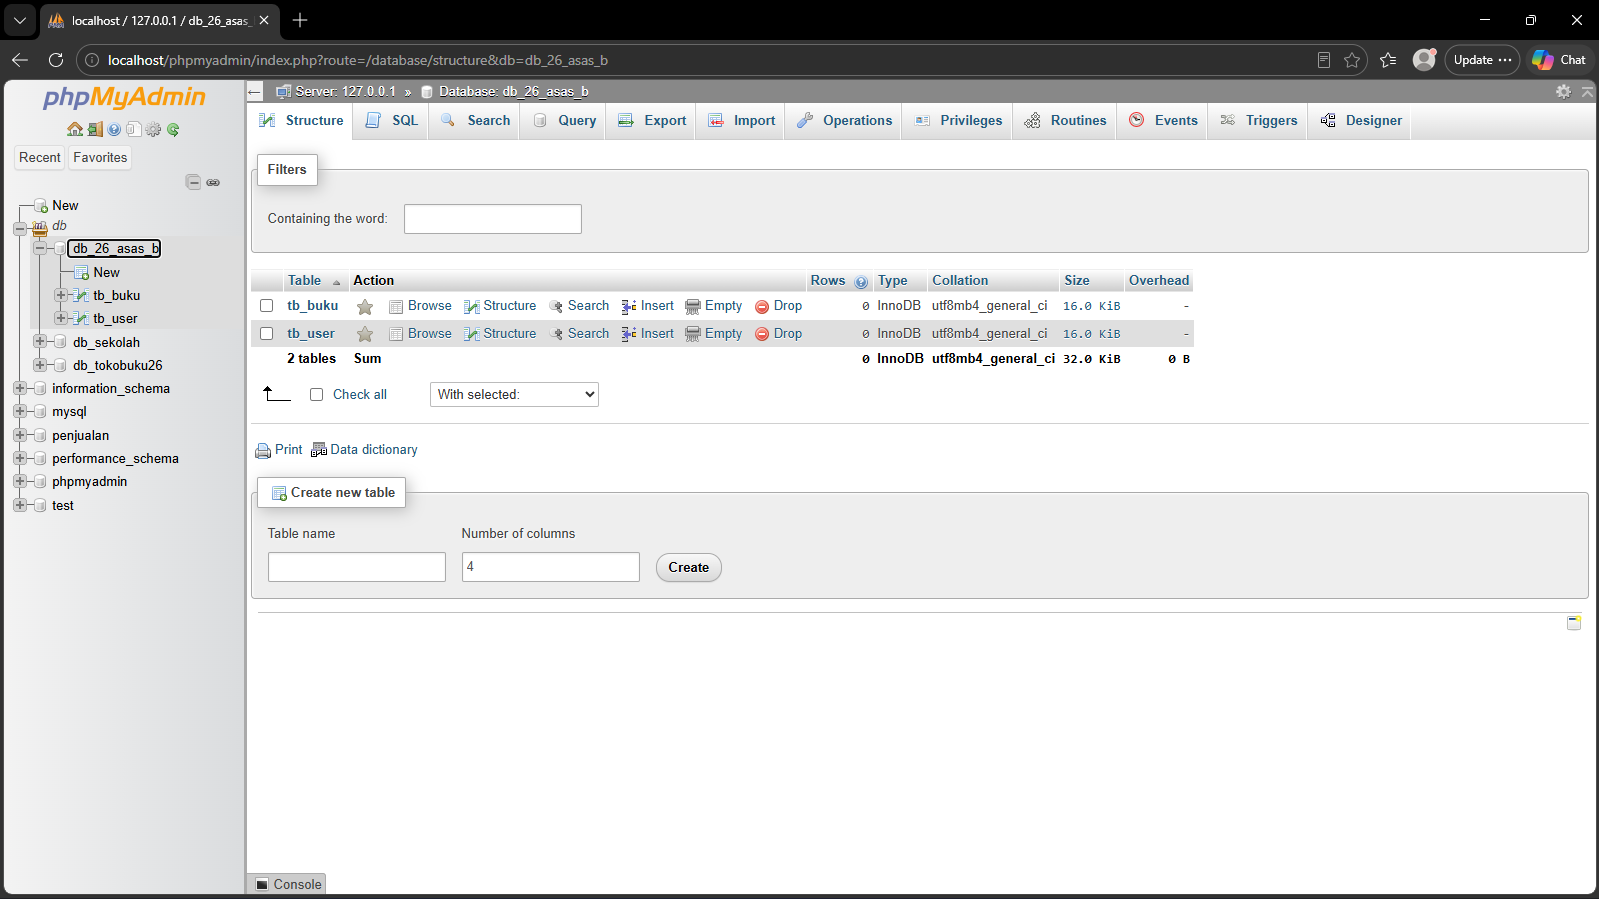 localhost / 127.0.0.1 / db_26_asas_
localhost/phpmyadmin/index.php?route=/database/structure&db=db_26_asas_b
Update
Chat
phpMyAdmin
Recent
Favorites
New
db
db_26_asas_b
New
tb_buku
tb_user
db_sekolah
db_tokobuku26
information_schema
mysql
penjualan
performance_schema
phpmyadmin
test
Server: 127.0.0.1 » Database: db_26_asas_b
Structure SQL Search Query Export Import Operations Privileges Routines Events Triggers Designer
Filters
Containing the word:
Table Action Rows Type Collation Size Overhead
tb_buku Browse Structure Search Insert Empty Drop 0 InnoDB utf8mb4_general_ci 16.0 KiB -
tb_user Browse Structure Search Insert Empty Drop 0 InnoDB utf8mb4_general_ci 16.0 KiB -
2 tables Sum 0 InnoDB utf8mb4_general_ci 32.0 KiB 0 B
Check all With selected:
Print Data dictionary
Create new table
Table name Number of columns
4 Create
Console